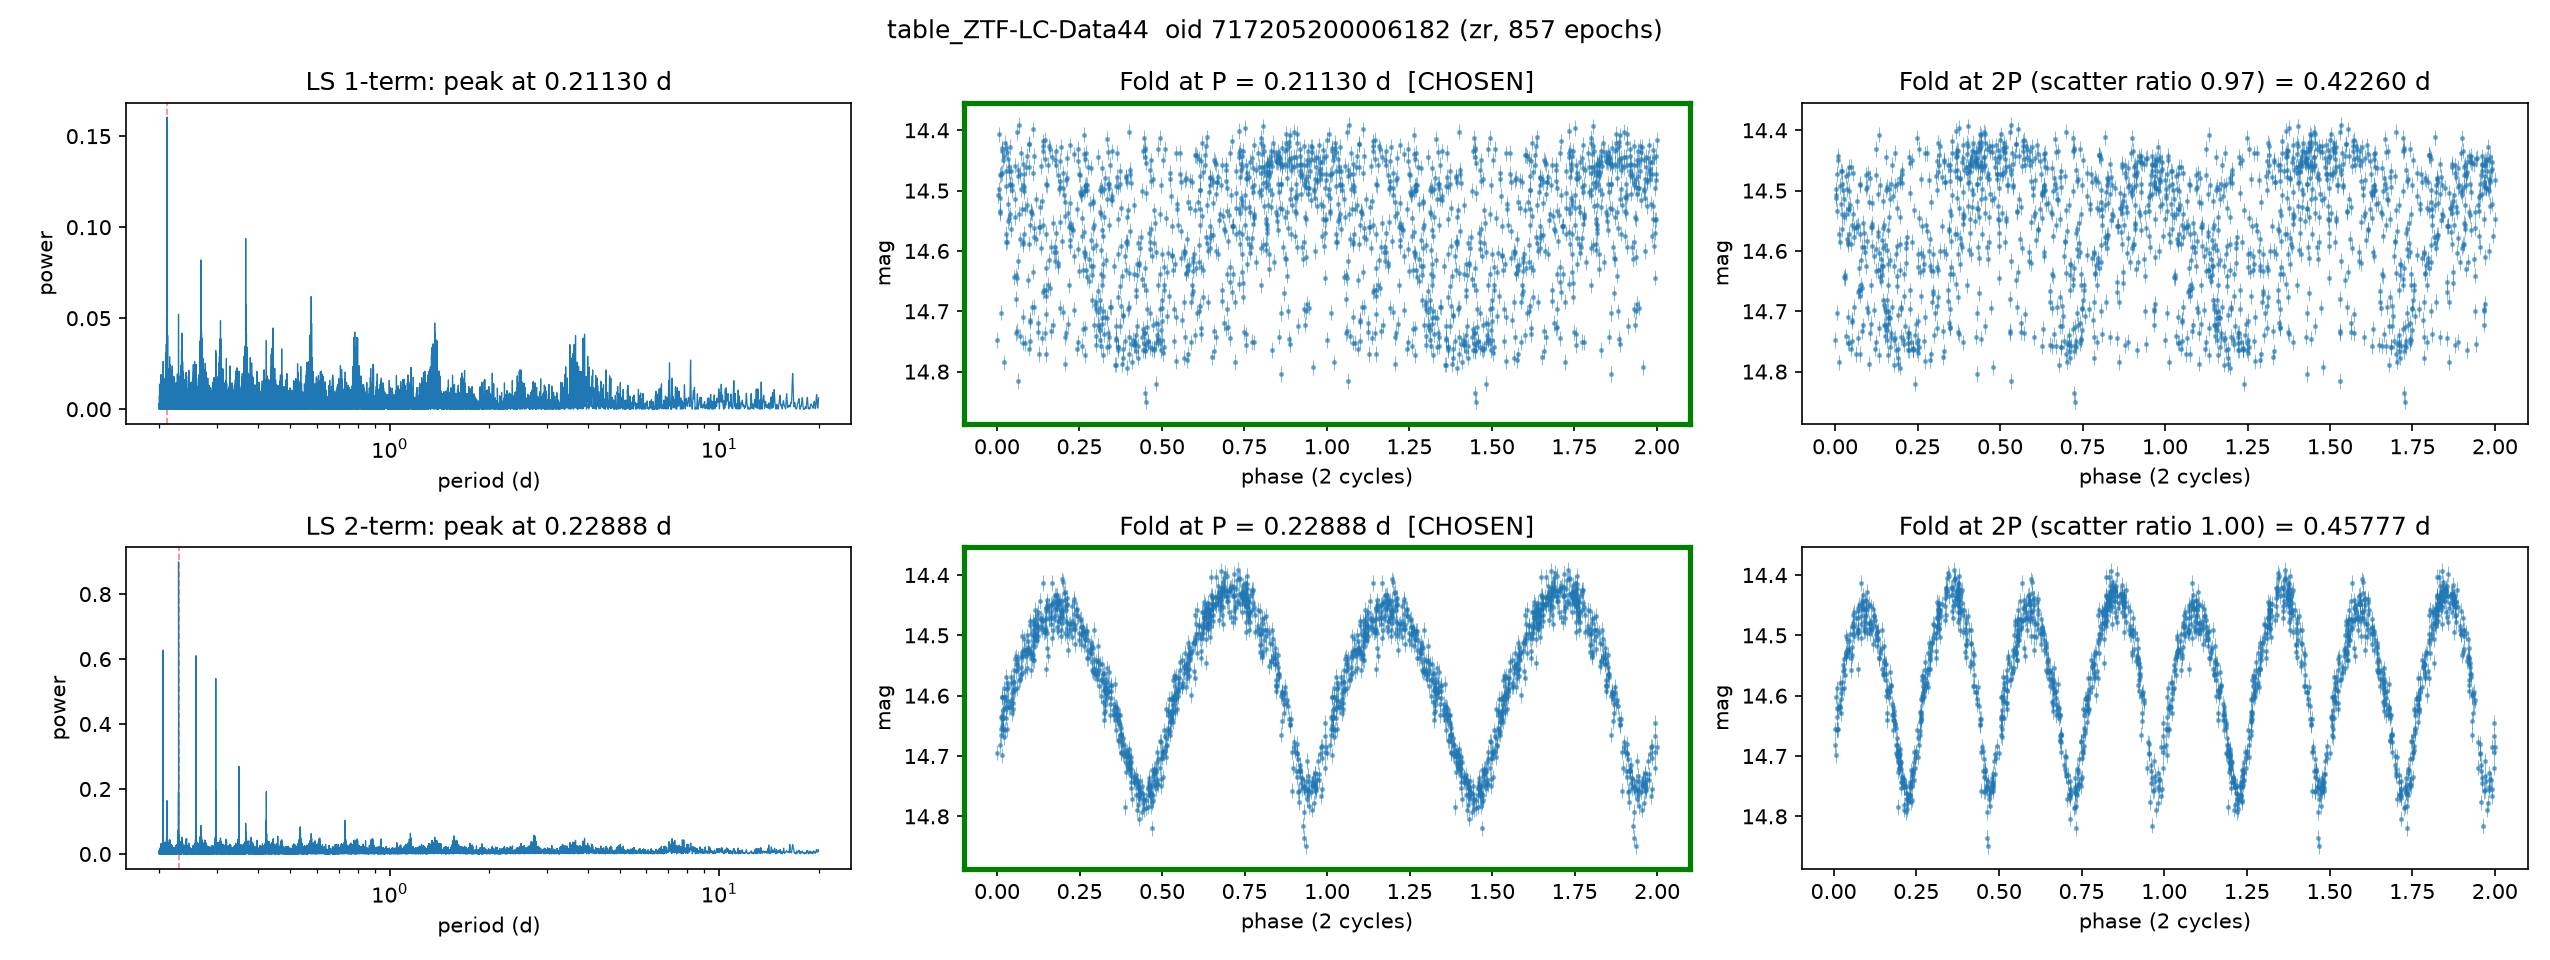 table_ZTF-LC-Data44  oid 717205200006182 (zr, 857 epochs)
LS 1-term: peak at 0.21130 d
power
0.15
0.10
0.05
0.00
10⁰
10¹
period (d)
Fold at P = 0.21130 d  [CHOSEN]
mag
14.4
14.5
14.6
14.7
14.8
0.00 0.25 0.50 0.75 1.00 1.25 1.50 1.75 2.00
phase (2 cycles)
Fold at 2P (scatter ratio 0.97) = 0.42260 d
mag
14.4
14.5
14.6
14.7
14.8
0.00 0.25 0.50 0.75 1.00 1.25 1.50 1.75 2.00
phase (2 cycles)
LS 2-term: peak at 0.22888 d
power
0.8
0.6
0.4
0.2
0.0
10⁰
10¹
period (d)
Fold at P = 0.22888 d  [CHOSEN]
mag
14.4
14.5
14.6
14.7
14.8
0.00 0.25 0.50 0.75 1.00 1.25 1.50 1.75 2.00
phase (2 cycles)
Fold at 2P (scatter ratio 1.00) = 0.45777 d
mag
14.4
14.5
14.6
14.7
14.8
0.00 0.25 0.50 0.75 1.00 1.25 1.50 1.75 2.00
phase (2 cycles)